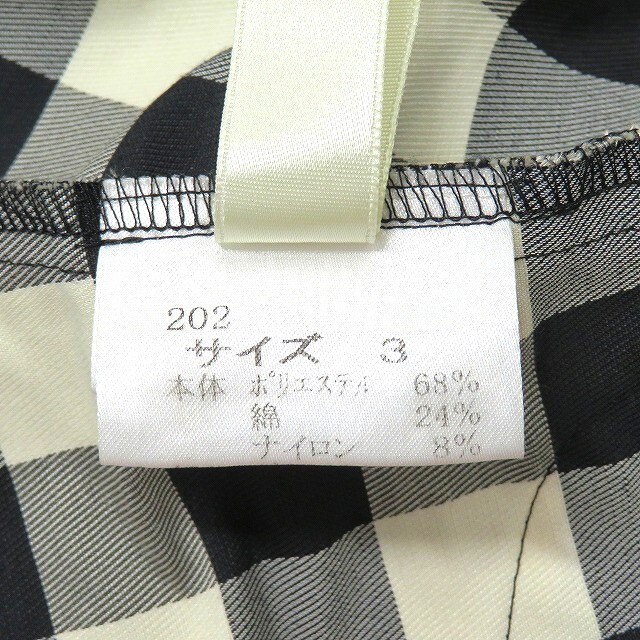 202
サイズ 3
本体 ポリエステル 68%
綿 24%
ナイロン 8%